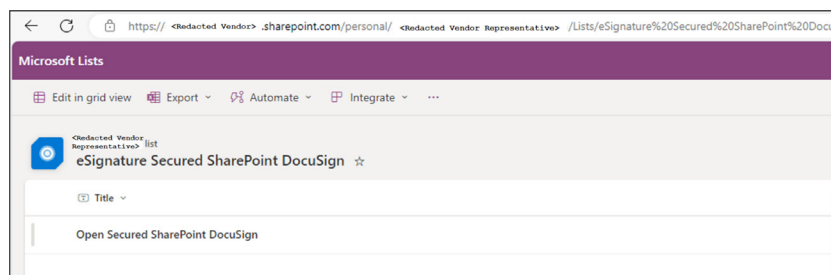 https:// <Redacted Vendor> .sharepoint.com/personal/ <Redacted Vendor Representative> /Lists/eSignature%20Secured%20SharePoint%20Docu
Microsoft Lists
Edit in grid view Export Automate Integrate ...
<Redacted Vendor
Representative> list
eSignature Secured SharePoint DocuSign
Title
Open Secured SharePoint DocuSign